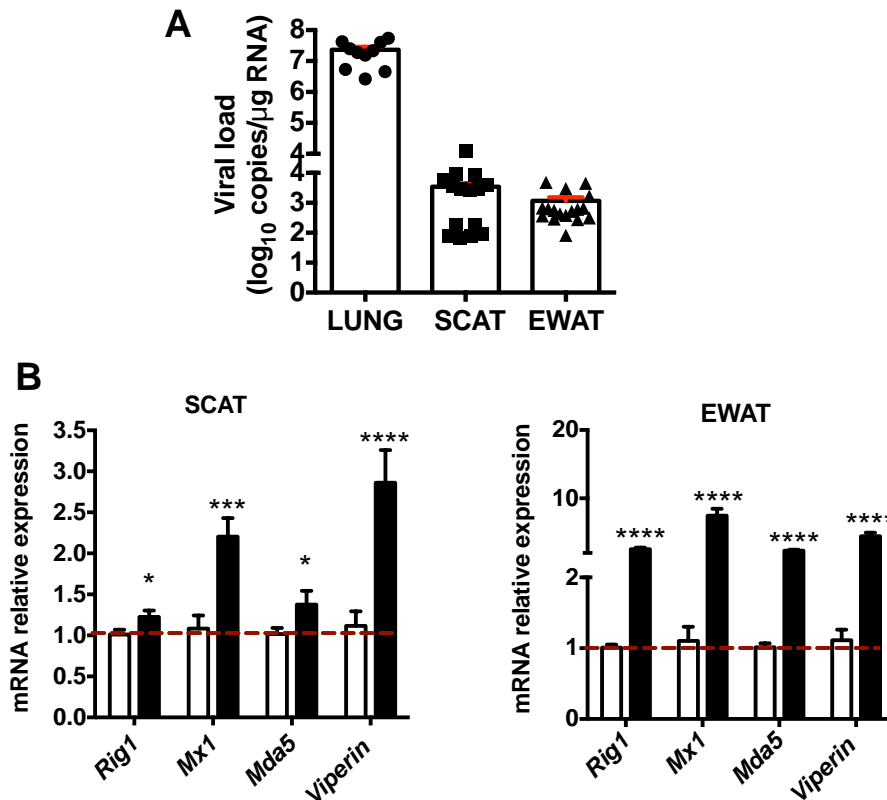 A
Viral load
(log10 copies/µg RNA)
8
7
6
5
4
4
3
2
1
0
LUNG SCAT EWAT
B
SCAT
mRNA relative expression
3.5
3.0
2.5
2.0
1.5
1.0
0.5
0.0
* *** * ****
Rig1 Mx1 Mda5 Viperin
EWAT
mRNA relative expression
20
10
2
1
0
**** **** **** ****
Rig1 Mx1 Mda5 Viperin